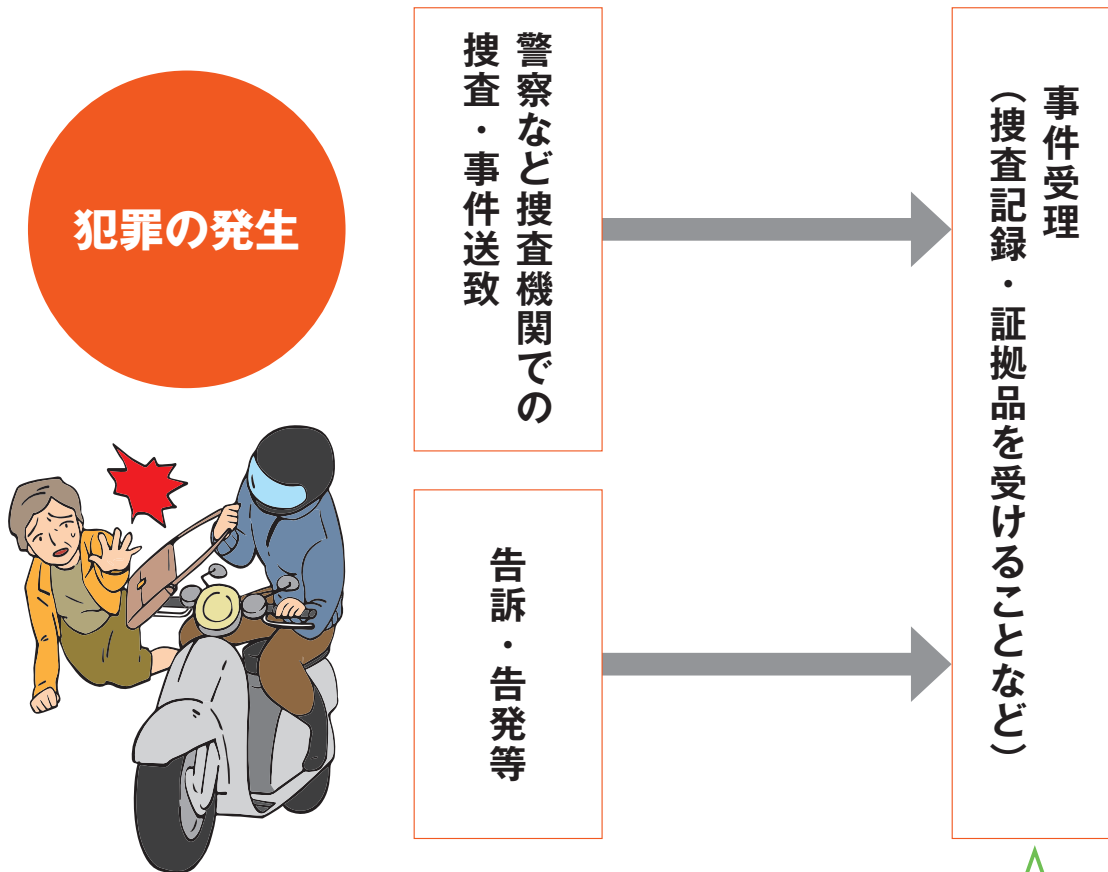 犯罪の発生
警察など捜査機関での
捜査・事件送致
告訴・告発等
事件受理
（捜査記録・証拠品を受けることなど）